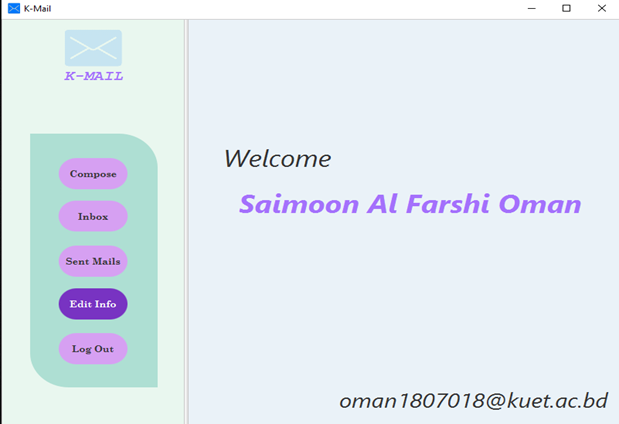 K-Mail
K-MAIL
Compose
Inbox
Sent Mails
Edit Info
Log Out
Welcome
Saimoon Al Farshi Oman
oman1807018@kuet.ac.bd